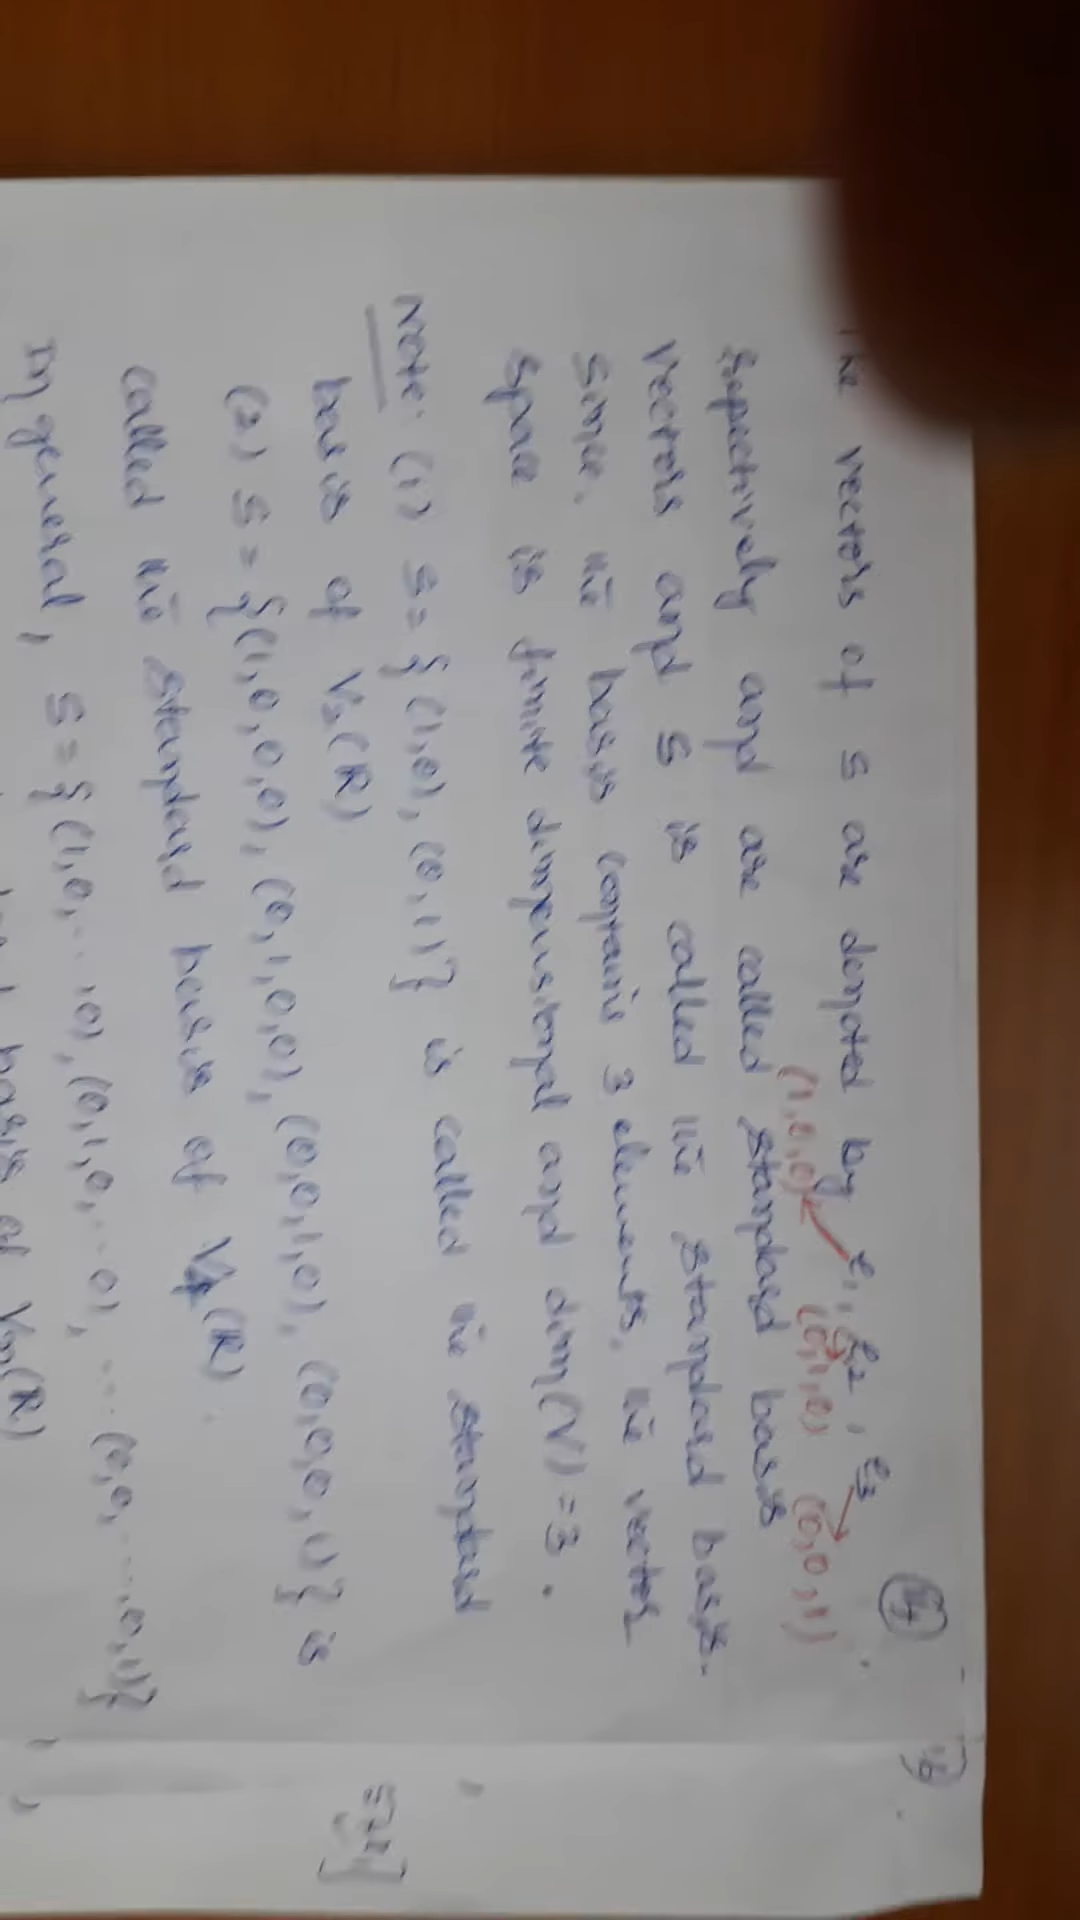 (47)
The vectors of S are denoted by e1, e2, e3
(1,0,0) (0,1,0) (0,0,1)
respectively and are called standard basis
vectors and S is called the standard basis.
Since, the basis contains 3 elements, the vector
space is finite dimensional and dim(V)=3.
Note: (1) S={(1,0), (0,1)} is called the standard
basis of V2(R)
(2) S={(1,0,0,0), (0,1,0,0), (0,0,1,0), (0,0,0,1)} is
called the standard basis of V4(R).
In general, S={(1,0,...,0), (0,1,0,...0), ... (0,0,...,0,1)}
basis of Vn(R)